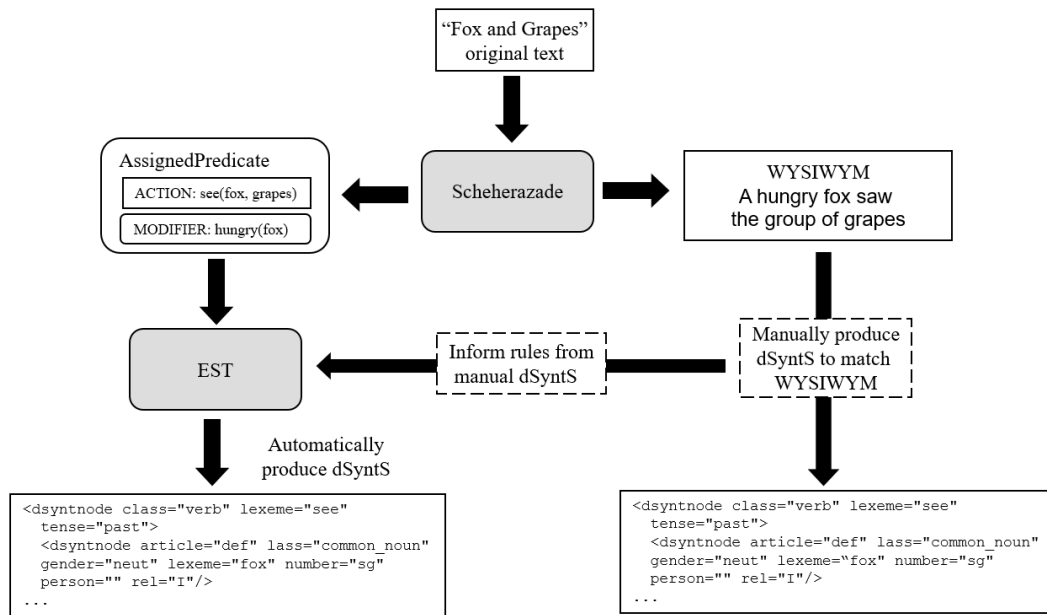 “Fox and Grapes”
original text
AssignedPredicate
ACTION: see(fox, grapes)
MODIFIER: hungry(fox)
Scheherazade
WYSIWYM
A hungry fox saw
the group of grapes
EST
Inform rules from
manual dSyntS
Manually produce
dSyntS to match
WYSIWYM
Automatically
produce dSyntS
<dsyntnode class="verb" lexeme="see"
tense="past">
<dsyntnode article="def" lass="common_noun"
gender="neut" lexeme="fox" number="sg"
person="" rel="I"/>
...
<dsyntnode class="verb" lexeme="see"
tense="past">
<dsyntnode article="def" lass="common_noun"
gender="neut" lexeme=“fox" number="sg"
person="" rel="I"/>
...